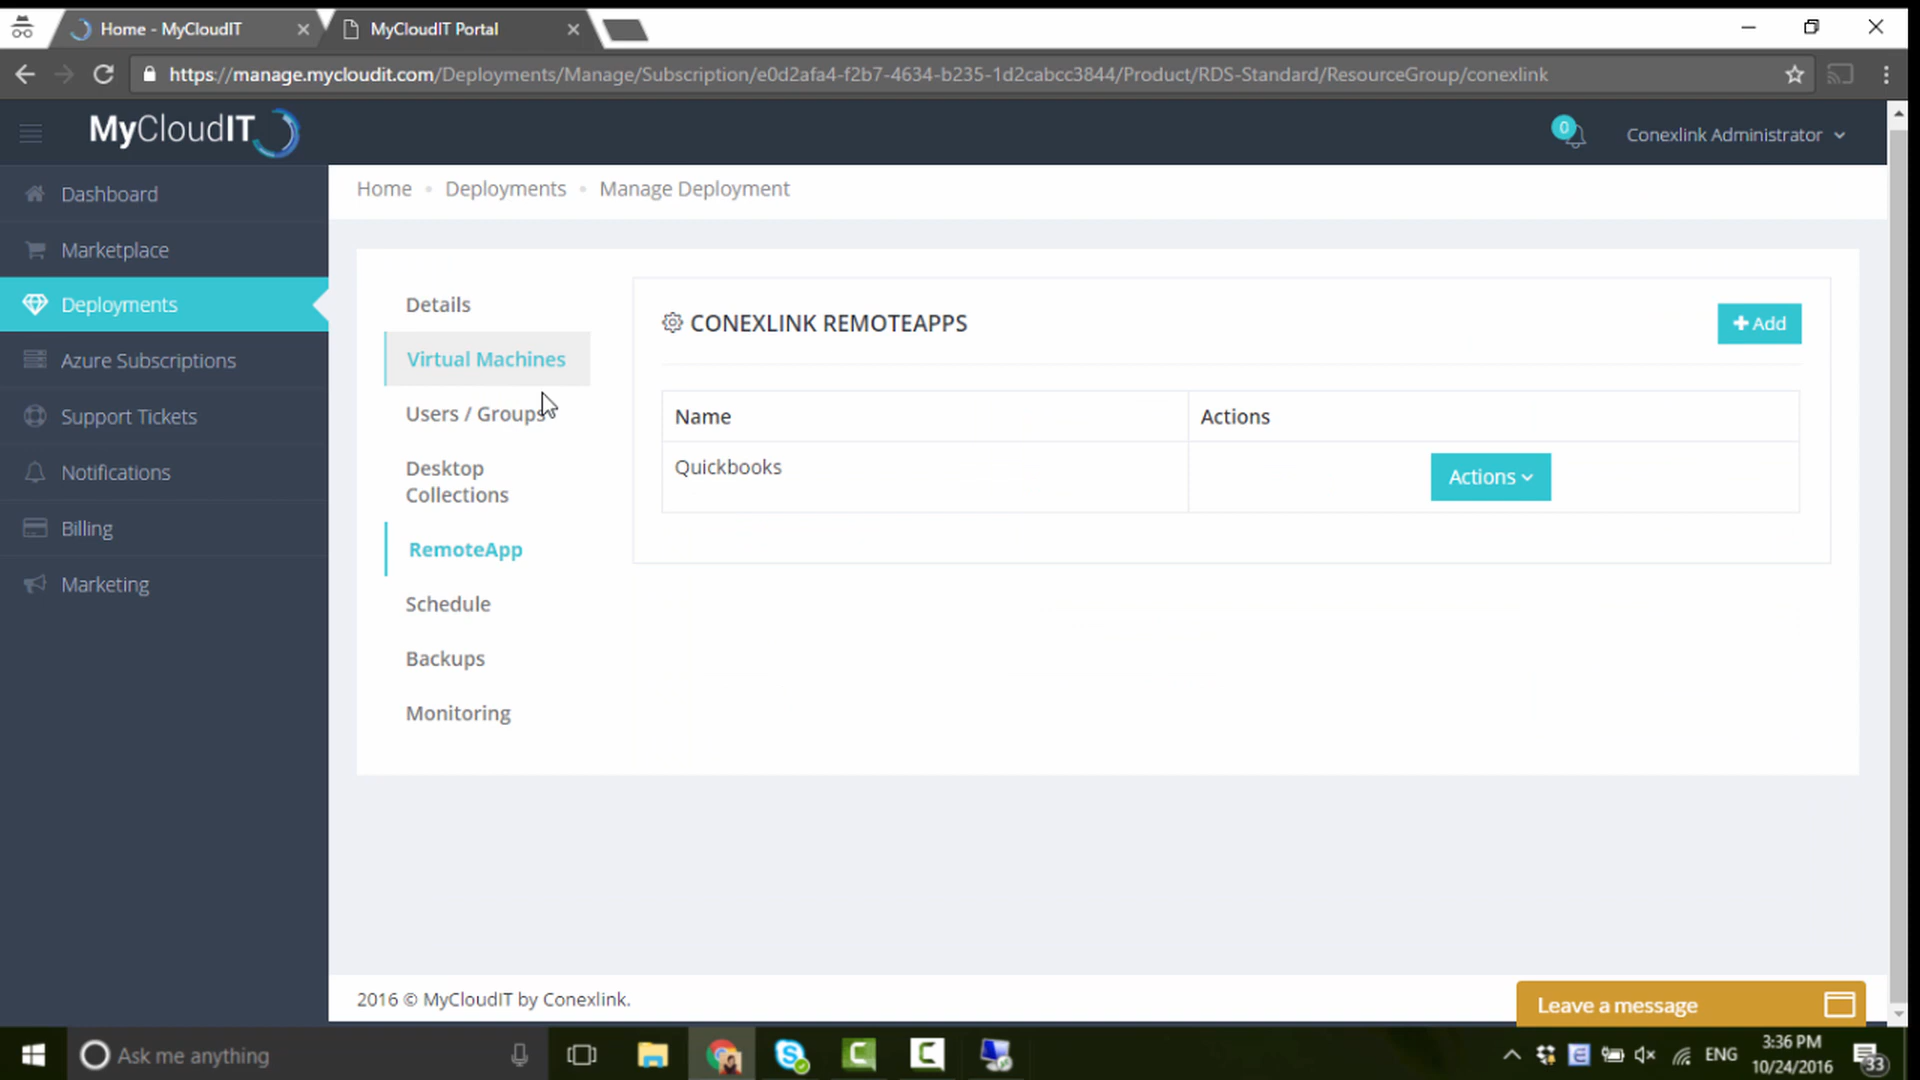 Home - MyCloudIT
MyCloudIT Portal
https://manage.mycloudit.com/Deployments/Manage/Subscription/e0d2afa4-f2b7-4634-b235-1d2cabcc3844/Product/RDS-Standard/ResourceGroup/conexlink
MyCloudIT
0
Conexlink Administrator
Dashboard
Marketplace
Deployments
Azure Subscriptions
Support Tickets
Notifications
Billing
Marketing
Home • Deployments • Manage Deployment
Details
Virtual Machines
Users / Groups
Desktop
Collections
RemoteApp
Schedule
Backups
Monitoring
CONEXLINK REMOTEAPPS
+ Add
Name
Actions
Quickbooks
Actions
2016 © MyCloudIT by Conexlink.
Leave a message
Ask me anything
ENG
3:36 PM
10/24/2016
33